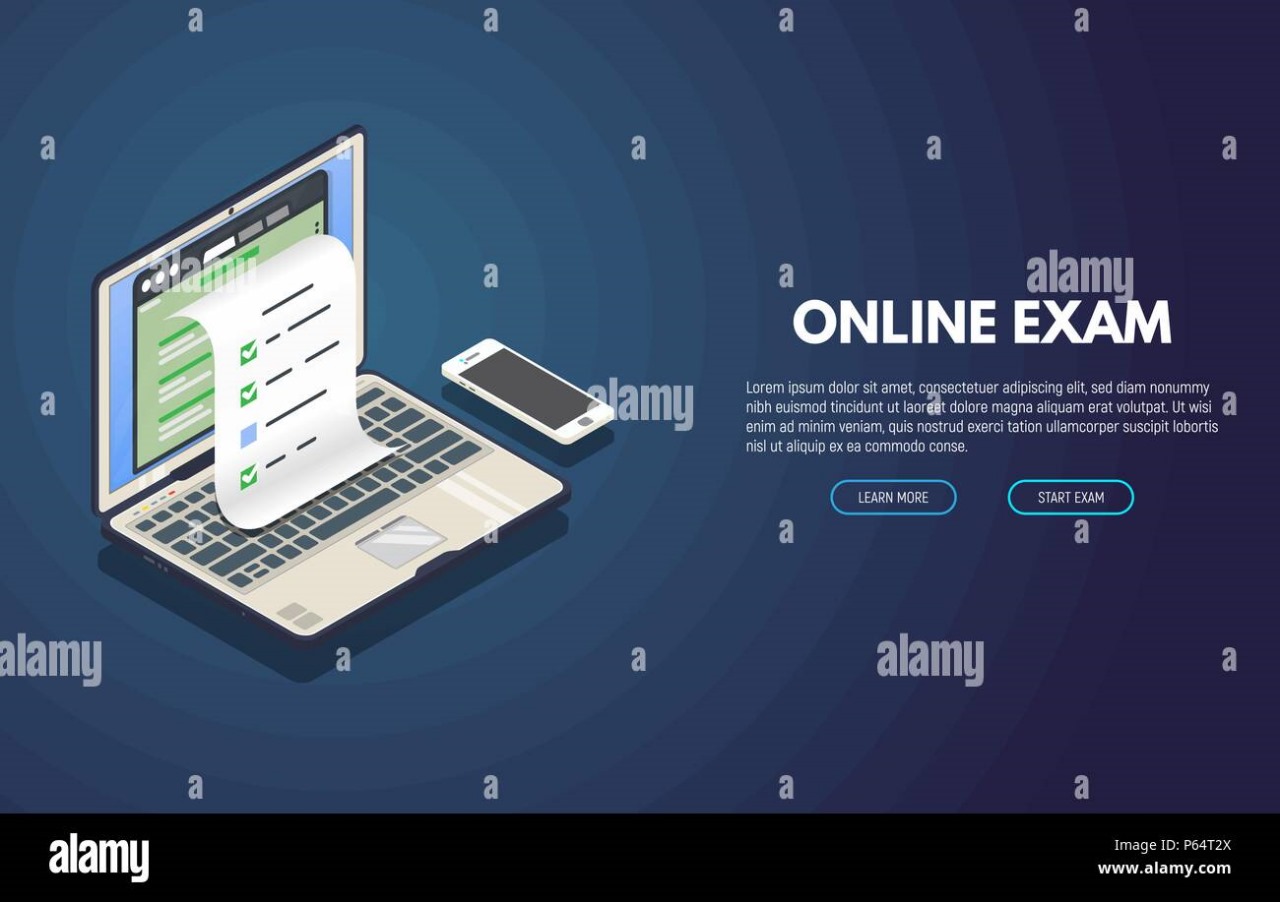 ONLINE EXAM
Lorem ipsum dolor sit amet, consectetuer adipiscing elit, sed diam nonummy
nibh euismod tincidunt ut laoreet dolore magna aliquam erat volutpat. Ut wisi
enim ad minim veniam, quis nostrud exerci tation ullamcorper suscipit lobortis
nisl ut aliquip ex ea commodo conse.
LEARN MORE
START EXAM
a a a a
a a a a
alamy
a a
a alamy a
a a
alamy a a alamy a
a a a a
alamy
Image ID: P64T2X
www.alamy.com